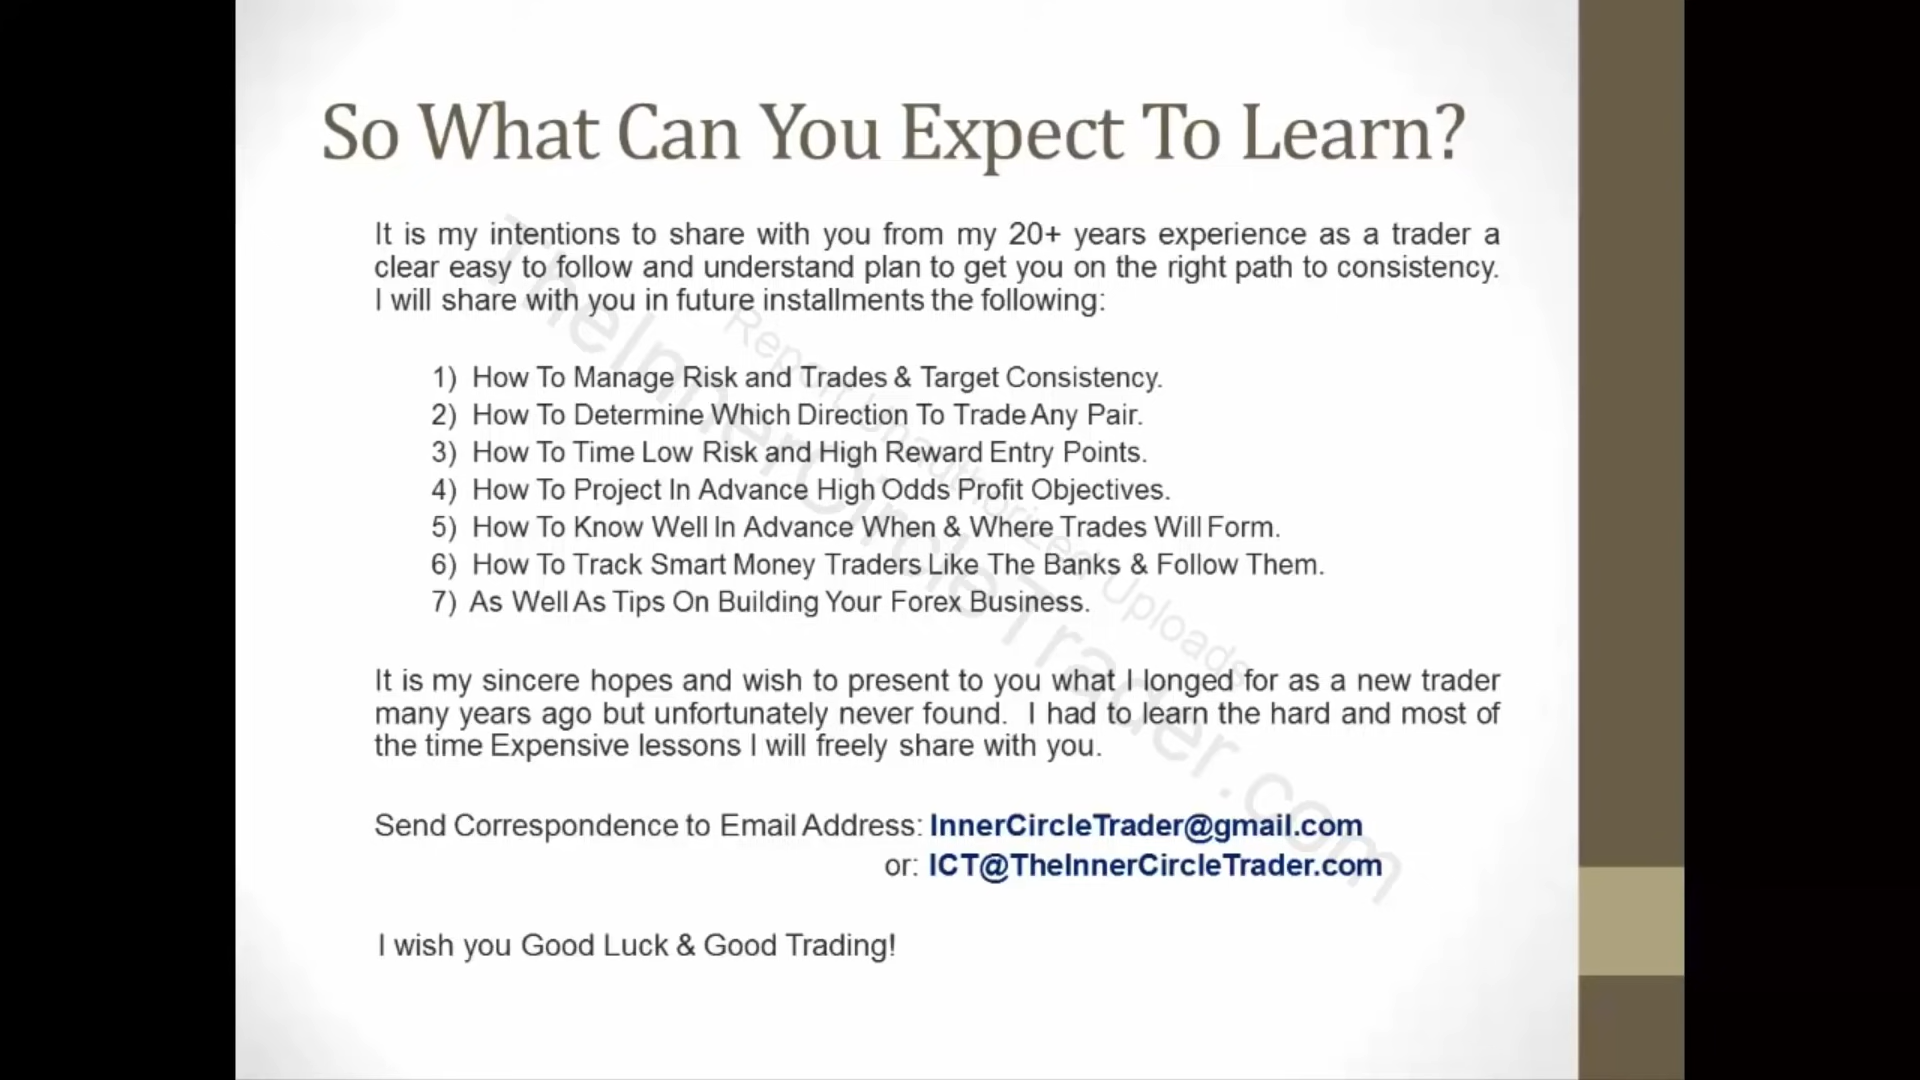 So What Can You Expect To Learn?
It is my intentions to share with you from my 20+ years experience as a trader a
clear easy to follow and understand plan to get you on the right path to consistency.
I will share with you in future installments the following:
1) How To Manage Risk and Trades & Target Consistency.
2) How To Determine Which Direction To Trade Any Pair.
3) How To Time Low Risk and High Reward Entry Points.
4) How To Project In Advance High Odds Profit Objectives.
5) How To Know Well In Advance When & Where Trades Will Form.
6) How To Track Smart Money Traders Like The Banks & Follow Them.
7) As Well As Tips On Building Your Forex Business.
It is my sincere hopes and wish to present to you what I longed for as a new trader
many years ago but unfortunately never found. I had to learn the hard and most of
the time Expensive lessons I will freely share with you.
Send Correspondence to Email Address: InnerCircleTrader@gmail.com
or: ICT@TheInnerCircleTrader.com
I wish you Good Luck & Good Trading!
TheInnerCircleTrader.com
Report Unauthorized Uploads